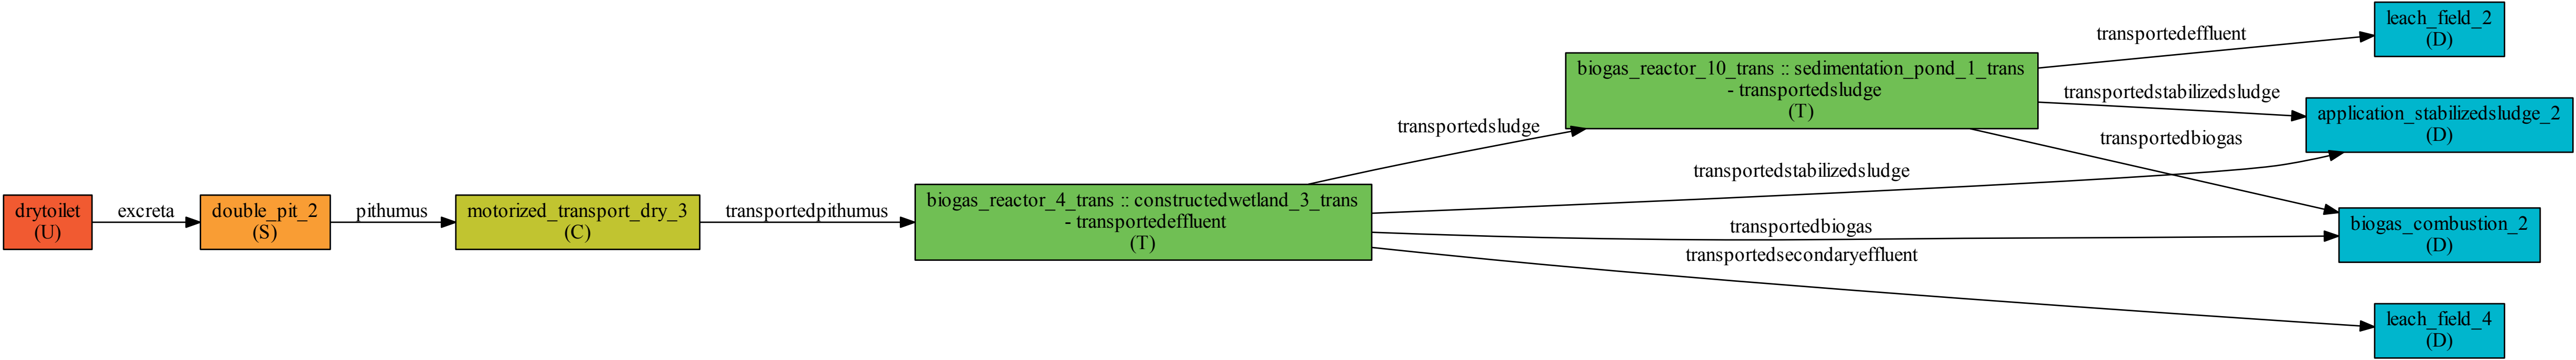 drytoilet
(U)
excreta
double_pit_2
(S)
pithumus
motorized_transport_dry_3
(C)
transportedpithumus
biogas_reactor_4_trans :: constructedwetland_3_trans
- transportedeffluent
(T)
transportedsludge
transportedstabilizedsludge
transportedbiogas
transportedsecondaryeffluent
biogas_reactor_10_trans :: sedimentation_pond_1_trans
- transportedsludge
(T)
transportedeffluent
transportedstabilizedsludge
transportedbiogas
leach_field_2
(D)
application_stabilizedsludge_2
(D)
biogas_combustion_2
(D)
leach_field_4
(D)